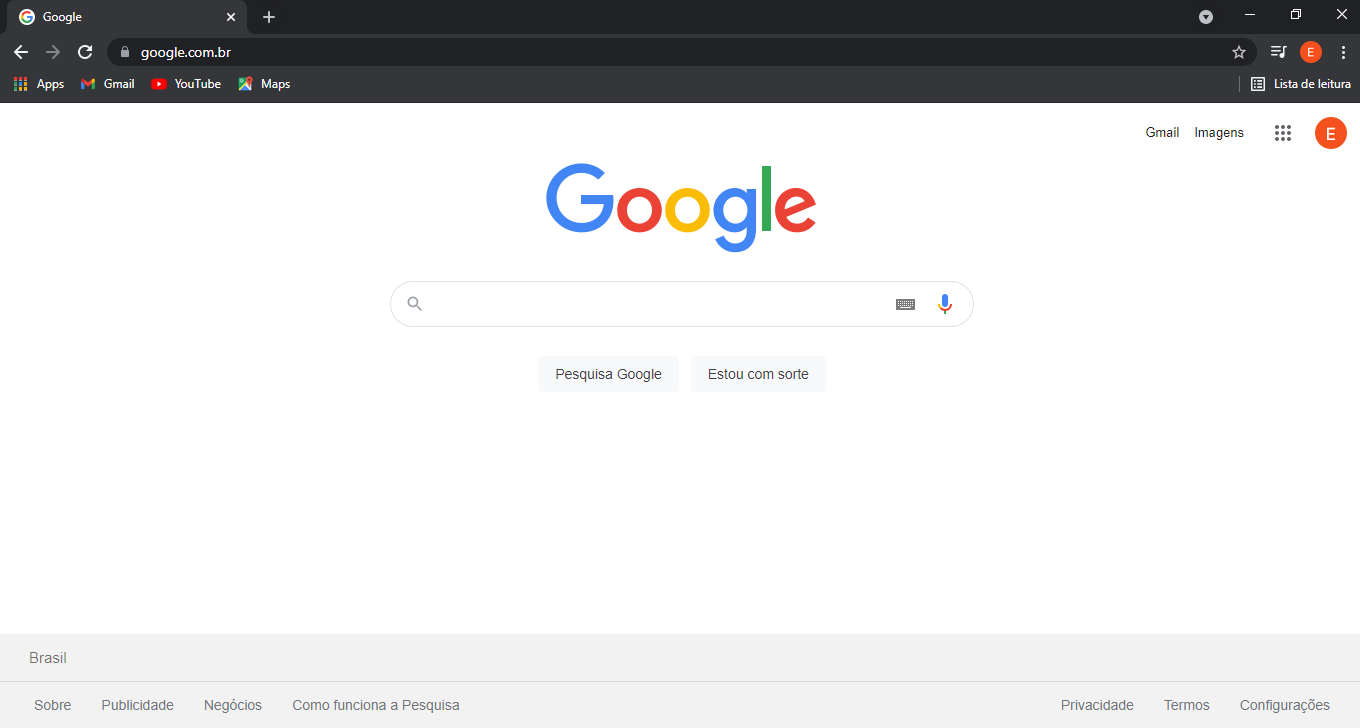 Google
google.com.br
E
Apps Gmail YouTube Maps Lista de leitura
Gmail Imagens E
Google
Pesquisa Google Estou com sorte
Brasil
Sobre Publicidade Negócios Como funciona a Pesquisa Privacidade Termos Configurações